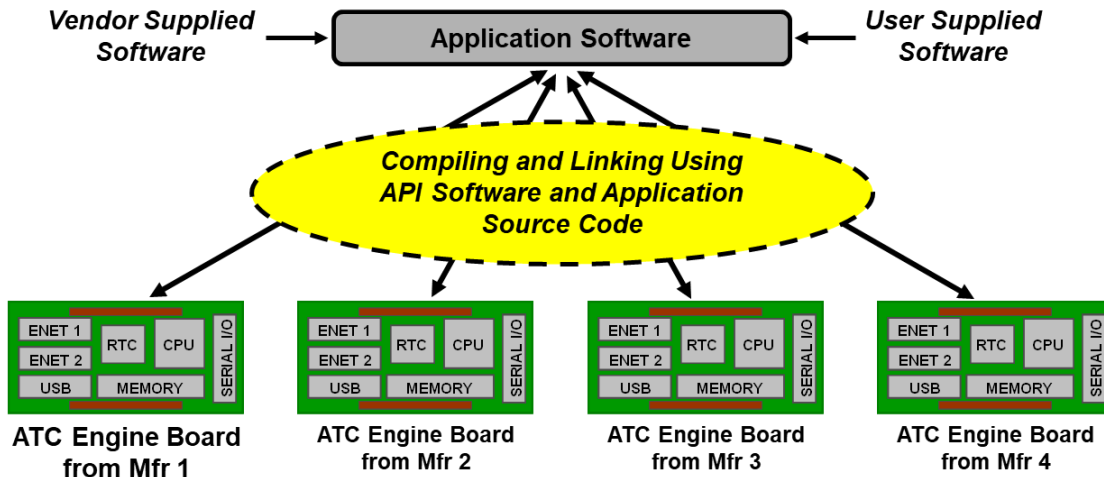 Vendor Supplied
Software
Application Software
User Supplied
Software
Compiling and Linking Using
API Software and Application
Source Code
ENET 1
ENET 2
USB
RTC
CPU
MEMORY
SERIAL I/O
ATC Engine Board
from Mfr 1
ENET 1
ENET 2
USB
RTC
CPU
MEMORY
SERIAL I/O
ATC Engine Board
from Mfr 2
ENET 1
ENET 2
USB
RTC
CPU
MEMORY
SERIAL I/O
ATC Engine Board
from Mfr 3
ENET 1
ENET 2
USB
RTC
CPU
MEMORY
SERIAL I/O
ATC Engine Board
from Mfr 4